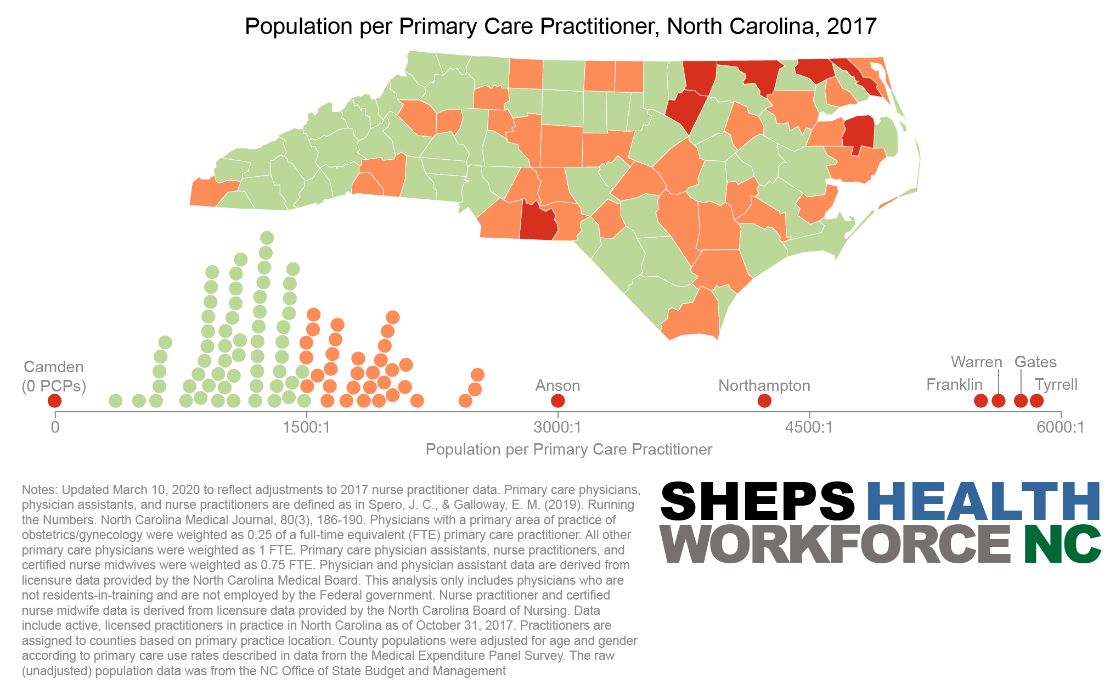 Population per Primary Care Practitioner, North Carolina, 2017
Camden
(0 PCPs)
Anson
Northampton
Warren
Gates
Franklin
Tyrrell
0
1500:1
3000:1
4500:1
6000:1
Population per Primary Care Practitioner
Notes: Updated March 10, 2020 to reflect adjustments to 2017 nurse practitioner data. Primary care physicians,
physician assistants, and nurse practitioners are defined as in Spero, J. C., & Galloway, E. M. (2019). Running
the Numbers. North Carolina Medical Journal, 80(3), 186-190. Physicians with a primary area of practice of
obstetrics/gynecology were weighted as 0.25 of a full-time equivalent (FTE) primary care practitioner. All other
primary care physicians were weighted as 1 FTE. Primary care physician assistants, nurse practitioners, and
certified nurse midwives were weighted as 0.75 FTE. Physician and physician assistant data are derived from
licensure data provided by the North Carolina Medical Board. This analysis only includes physicians who are
not residents-in-training and are not employed by the Federal government. Nurse practitioner and certified
nurse midwife data is derived from licensure data provided by the North Carolina Board of Nursing. Data
include active, licensed practitioners in practice in North Carolina as of October 31, 2017. Practitioners are
assigned to counties based on primary practice location. County populations were adjusted for age and gender
according to primary care use rates described in data from the Medical Expenditure Panel Survey. The raw
(unadjusted) population data was from the NC Office of State Budget and Management
SHEPS HEALTH
WORKFORCE NC